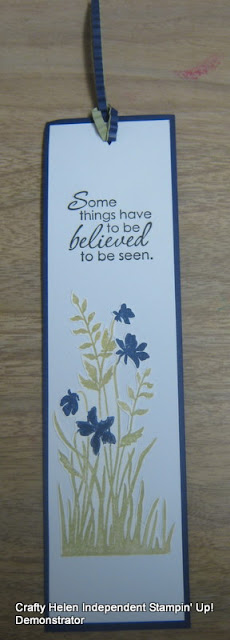 Some
things have
to be
believed
to be seen.
Crafty Helen Independent Stampin' Up!
Demonstrator